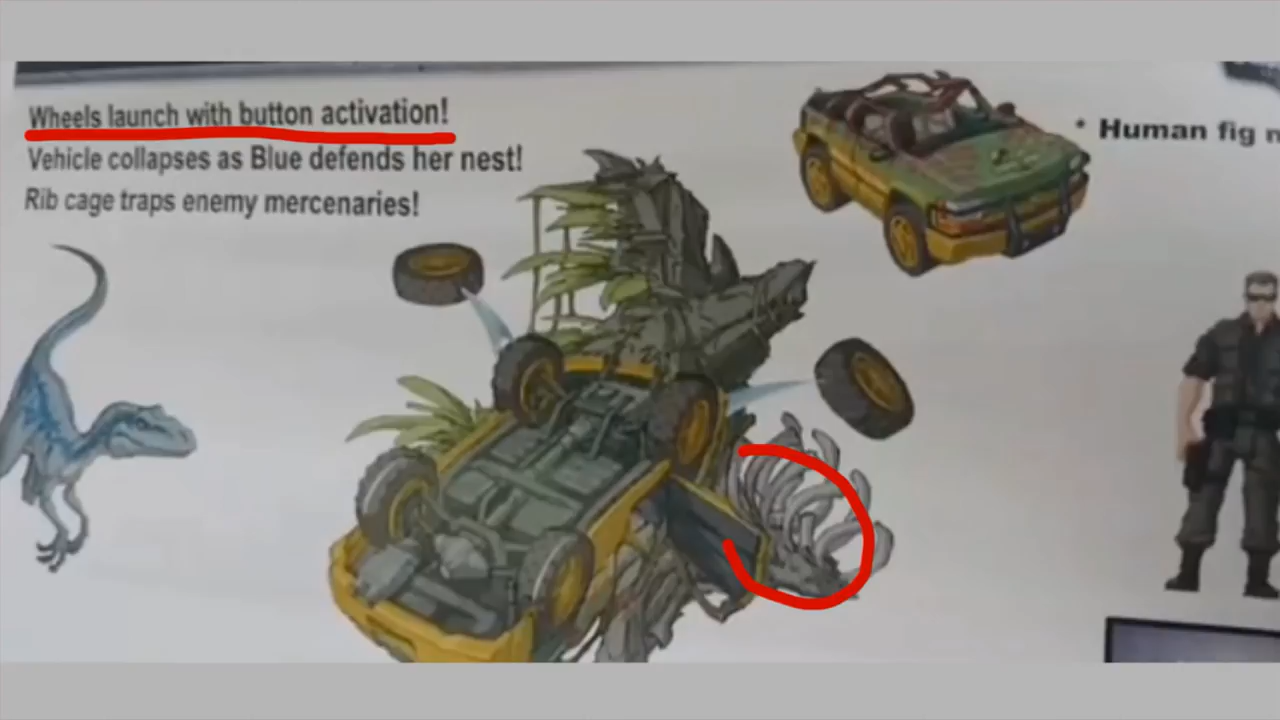 Wheels launch with button activation!
Vehicle collapses as Blue defends her nest!
Rib cage traps enemy mercenaries!
* Human fig